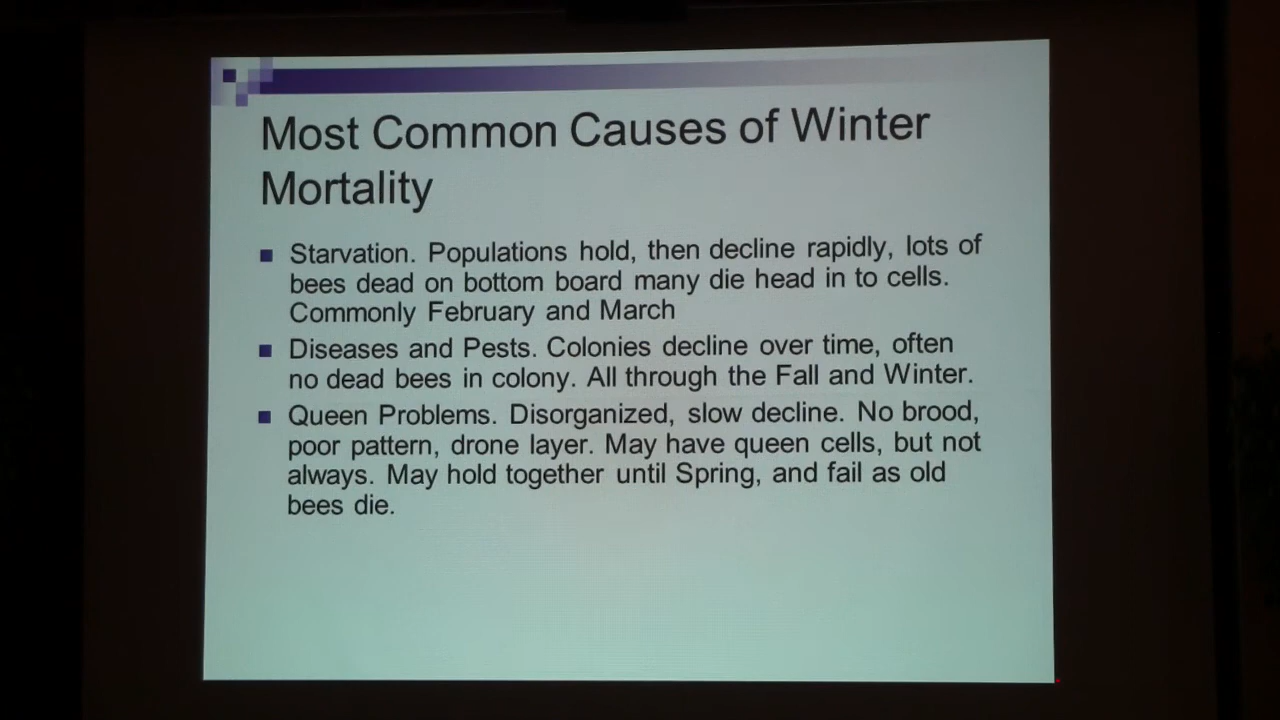 Most Common Causes of Winter
Mortality
Starvation. Populations hold, then decline rapidly, lots of
bees dead on bottom board many die head in to cells.
Commonly February and March
Diseases and Pests. Colonies decline over time, often
no dead bees in colony. All through the Fall and Winter.
Queen Problems. Disorganized, slow decline. No brood,
poor pattern, drone layer. May have queen cells, but not
always. May hold together until Spring, and fail as old
bees die.